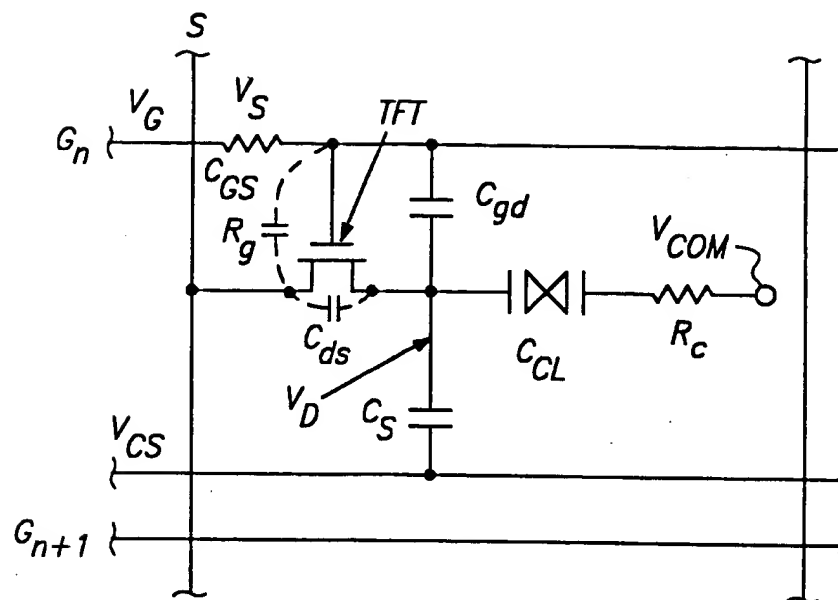 S
V_G
V_S
TFT
G_n
C_GS
C_gd
R_g
V_COM
C_ds
C_CL
R_c
V_D
C_S
V_CS
G_n+1